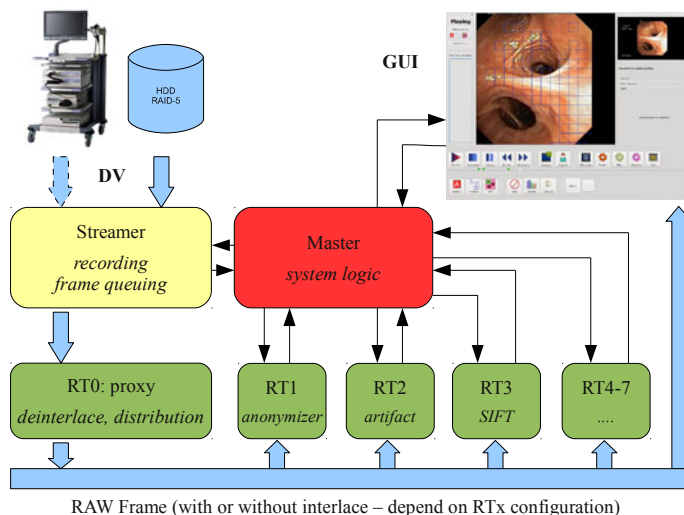 Playing
GUI
HDD
RAID-5
DV
Streamer
recording
frame queuing
Master
system logic
RT0: proxy
deinterlace, distribution
RT1
anonymizer
RT2
artifact
RT3
SIFT
RT4-7
....
RAW Frame (with or without interlace – depend on RTx configuration)